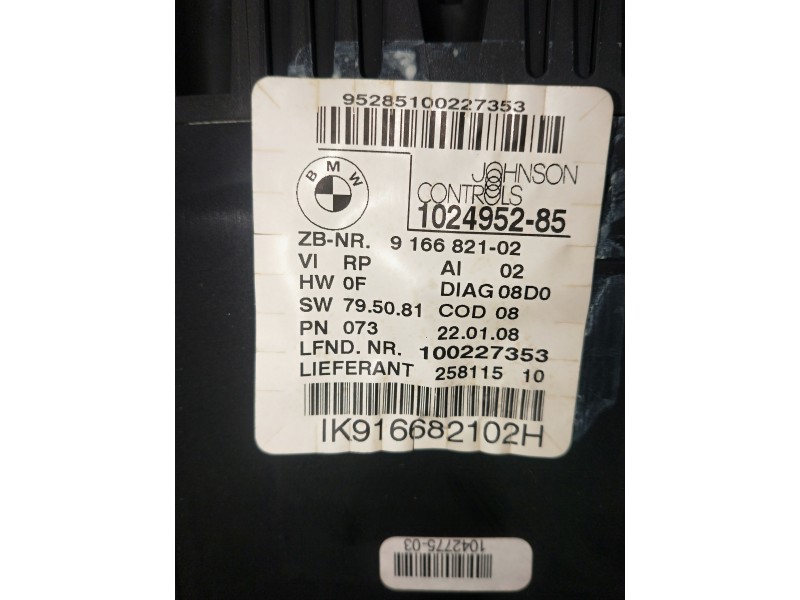 95285100227353
BMW
JOHNSON
CONTROLS
1024952-85
ZB-NR. 9 166 821-02
VI RP AI 02
HW 0F DIAG 08D0
SW 79.50.81 COD 08
PN 073 22.01.08
LFND. NR. 100227353
LIEFERANT 258115 10
IK916682102H
1042775-03